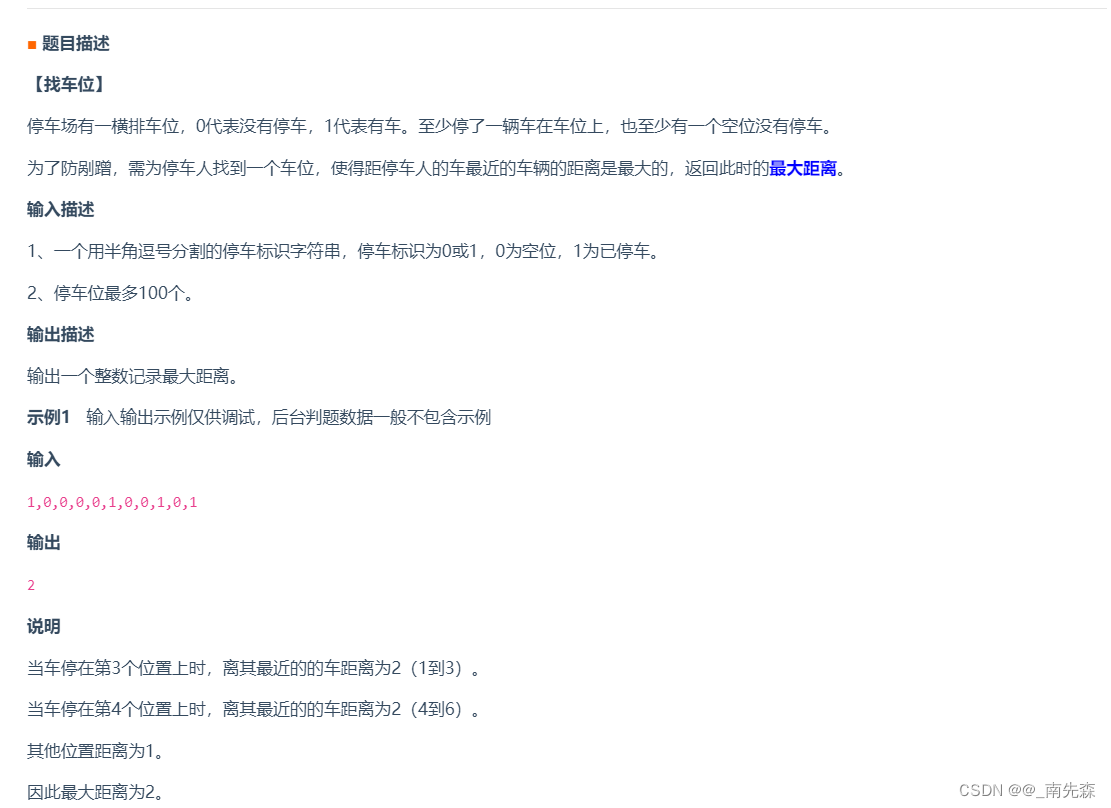 题目描述
【找车位】
停车场有一横排车位，0代表没有停车，1代表有车。至少停了一辆车在车位上，也至少有一个空位没有停车。
为了防剐蹭，需为停车人找到一个车位，使得距停车人的车最近的车辆的距离是最大的，返回此时的最大距离。
输入描述
1、一个用半角逗号分割的停车标识字符串，停车标识为0或1，0为空位，1为已停车。
2、停车位最多100个。
输出描述
输出一个整数记录最大距离。
示例1 输入输出示例仅供调试，后台判题数据一般不包含示例
输入
1,0,0,0,0,1,0,0,1,0,1
输出
2
说明
当车停在第3个位置上时，离其最近的的车距离为2（1到3）。
当车停在第4个位置上时，离其最近的的车距离为2（4到6）。
其他位置距离为1。
因此最大距离为2。
CSDN @@_南先森